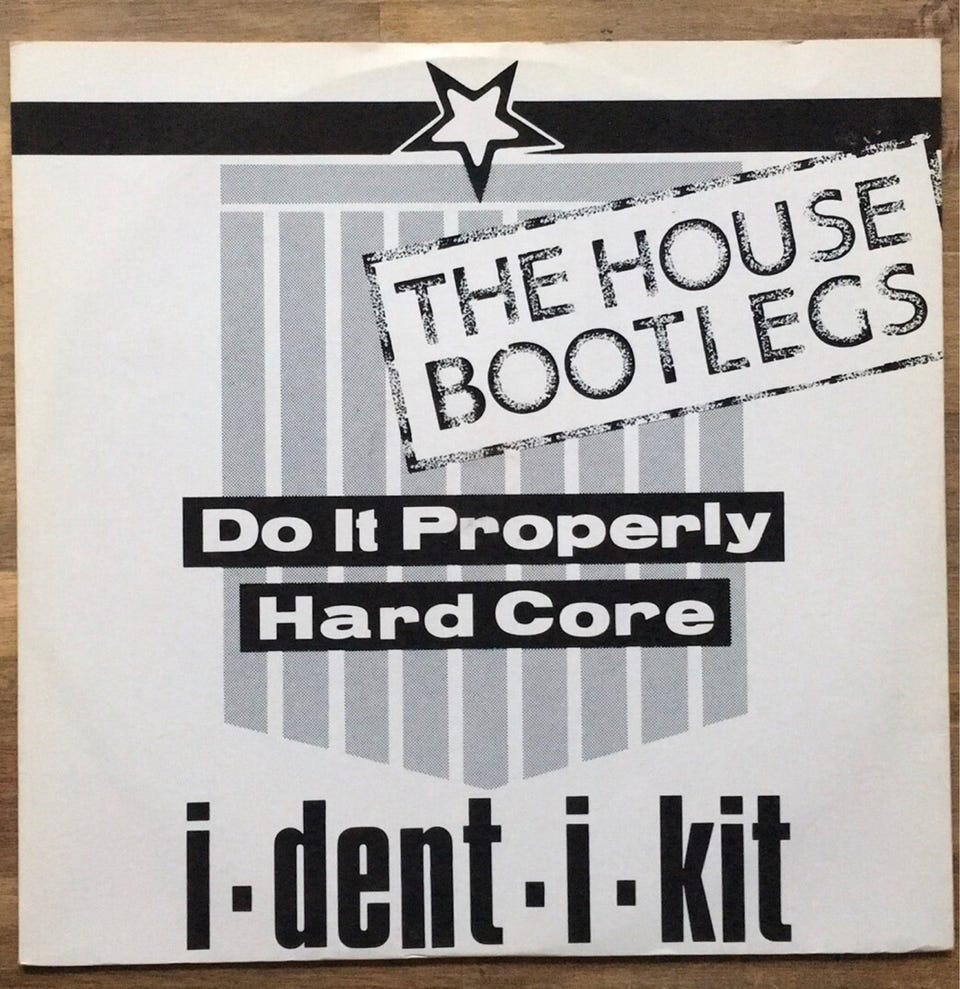 THE HOUSE
BOOTLEGS
Do It Properly
Hard Core
i·dent·i·kit